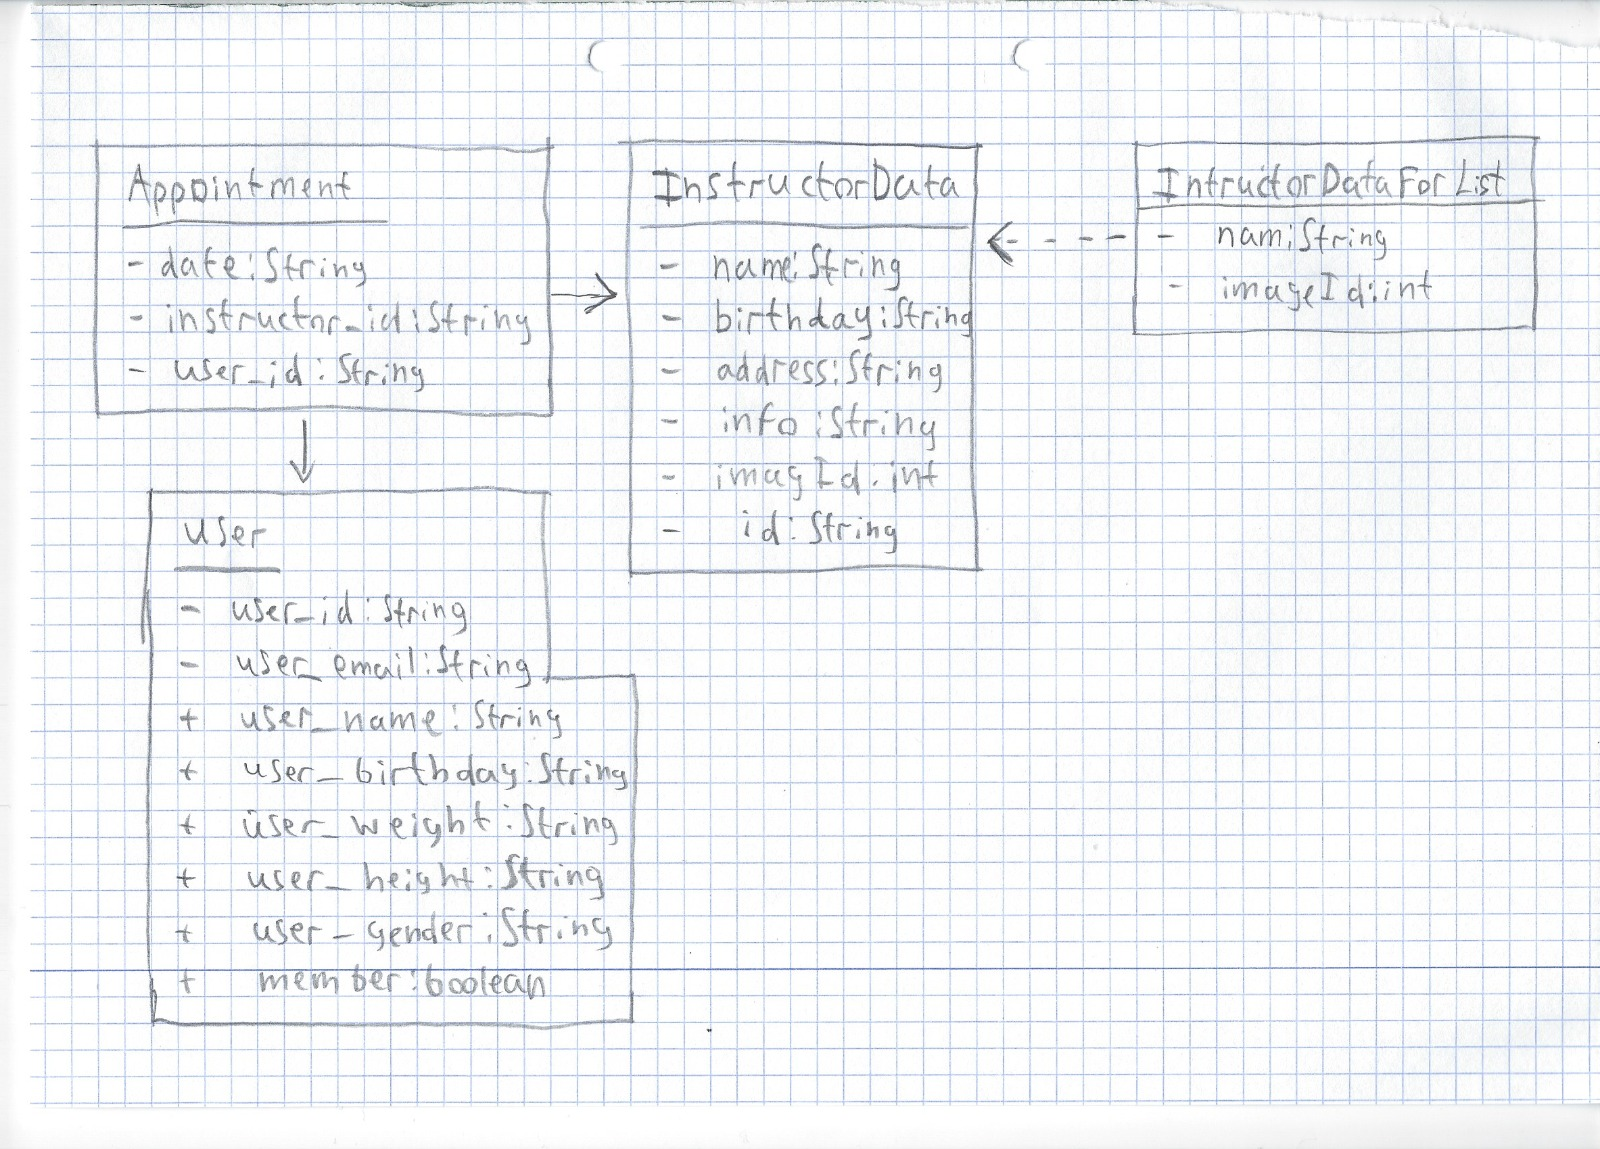 Appointment
- date:String
- instructor_id:String
- user_id:String
InstructorData
- name:String
- birthday:String
- address:String
- info:String
- imagId.int
- id:String
IntructorDataForList
- nam:String
- imageId:int
user
- user_id:String
- user_email:String
+ user_name:String
+ user_birthday:String
+ user_weight:String
+ user_height:String
+ user_gender:String
+ member:boolean